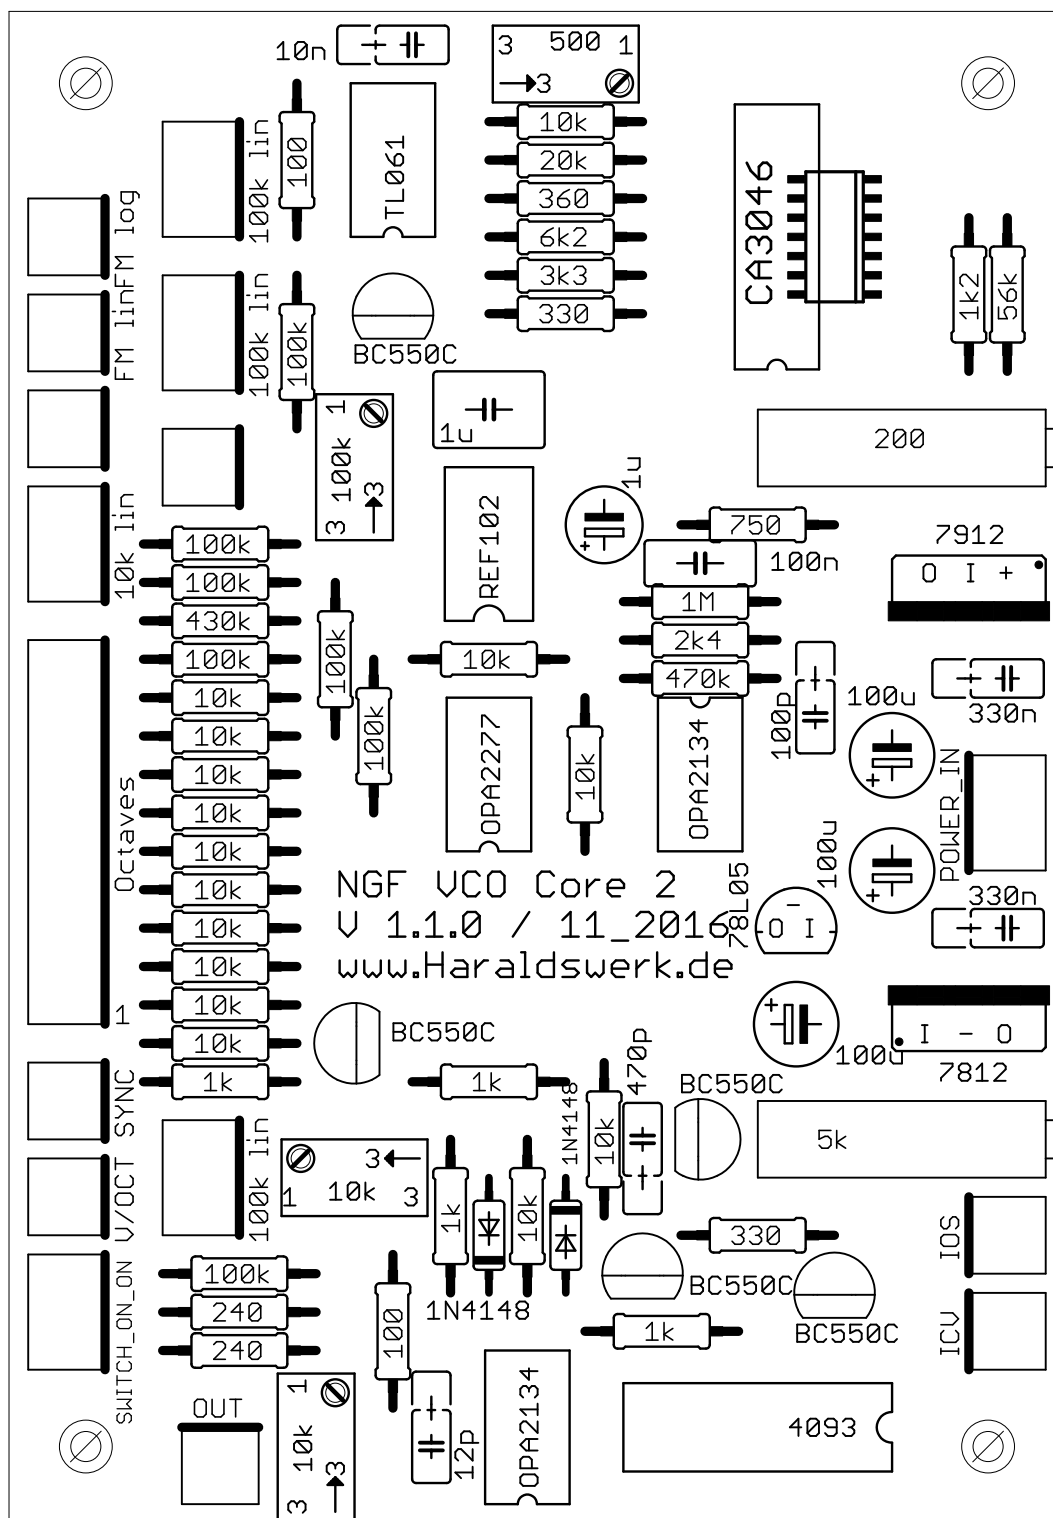 10n
3 500 1
3
100k lin
100
TL061
10k
20k
360
6k2
3k3
330
CA3046
1k2
56k
FM log
FM lin
100k lin
100k
BC550C
1
100k
3
3
1u
200
10k lin
REF102
1u
750
100n
7912
O I +
100k
100k
430k
100k
10k
10k
10k
10k
10k
10k
10k
10k
10k
10k
1k
100k
100k
10k
1M
2k4
470k
100p
100u
330n
OPA2277
10k
OPA2134
POWER_IN
Octaves
1
100u
330n
NGF VCO Core 2
V 1.1.0 / 11_2016
www.Haraldswerk.de
78L05
-
O I
BC550C
100u
I - O
7812
SYNC
1k
1N4148
10k
470p
BC550C
5k
V/OCT
100k lin
3
1 10k 3
1k
10k
330
IOS
SWITCH_ON_ON
100k
240
240
100
1N4148
BC550C
BC550C
1k
ICV
OUT
1
10k
3
3
12p
OPA2134
4093